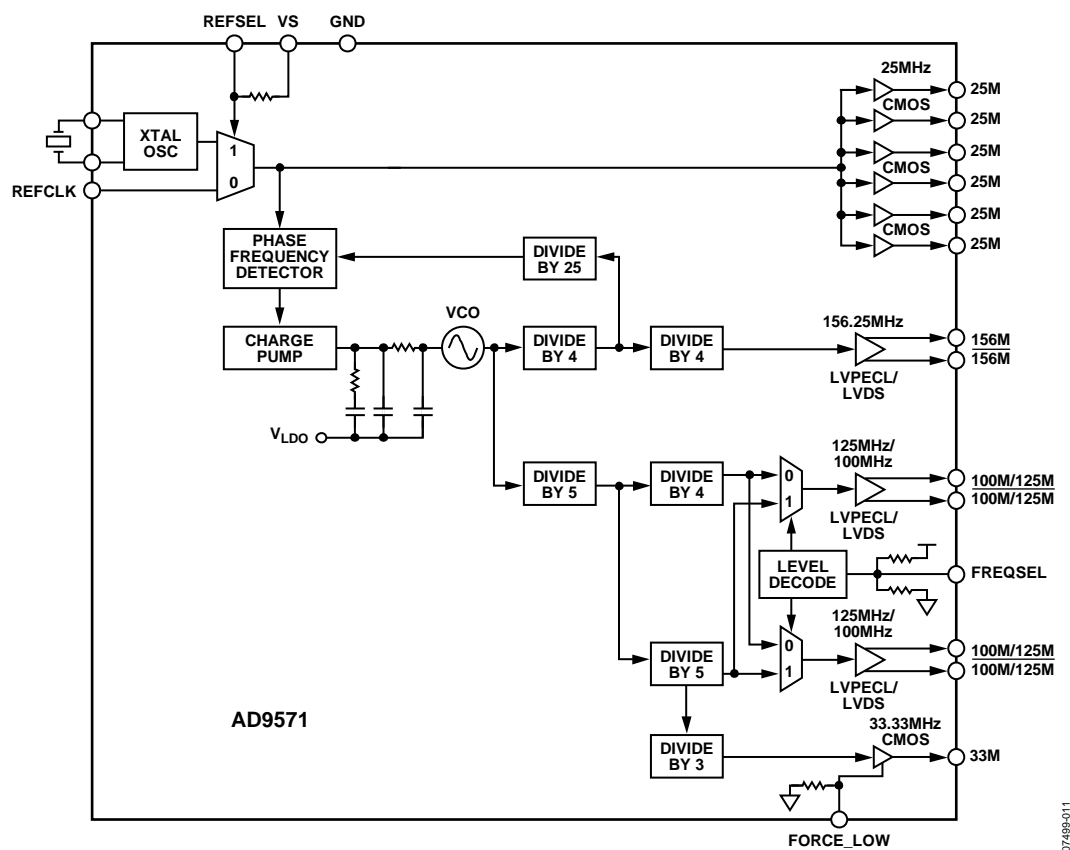 REFSEL VS GND
25MHz
25M
CMOS
25M
XTAL
OSC
1
0
REFCLK
25M
CMOS
25M
25M
CMOS
25M
PHASE
FREQUENCY
DETECTOR
DIVIDE
BY 25
CHARGE
PUMP
VCO
DIVIDE
BY 4
DIVIDE
BY 4
156.25MHz
LVPECL/
LVDS
156M
156M
VLDO
DIVIDE
BY 5
DIVIDE
BY 4
0
1
125MHz/
100MHz
LVPECL/
LVDS
100M/125M
100M/125M
LEVEL
DECODE
FREQSEL
DIVIDE
BY 5
0
1
125MHz/
100MHz
LVPECL/
LVDS
100M/125M
100M/125M
AD9571
DIVIDE
BY 3
33.33MHz
CMOS
33M
FORCE_LOW
07499-011